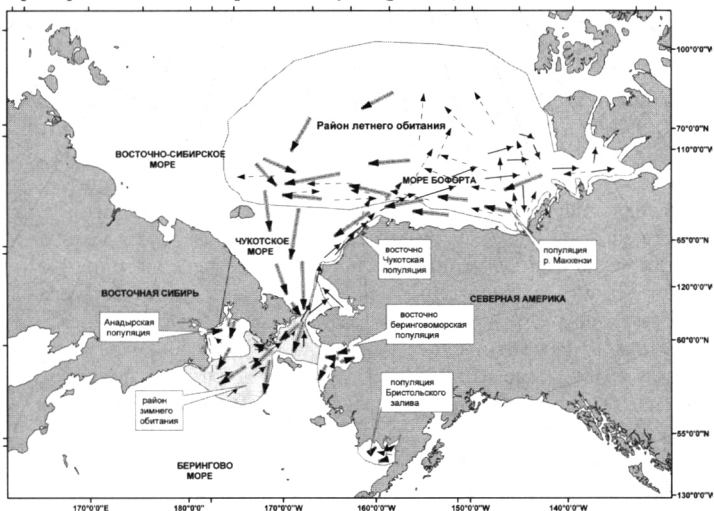 100°0'0"W
Район летнего обитания
70°0'0"N
110°0'0"W
ВОСТОЧНО-СИБИРСКОЕ
МОРЕ
МОРЕ БОФОРТА
ЧУКОТСКОЕ
МОРЕ
восточно
Чукотская
популяция
популяция
р. Маккензи
65°0'0"N
120°0'0"W
ВОСТОЧНАЯ СИБИРЬ
СЕВЕРНАЯ АМЕРИКА
Анадырская
популяция
восточно
беринговоморская
популяция
60°0'0"N
популяция
Бристольского
залива
район
зимнего
обитания
55°0'0"N
БЕРИНГОВО
МОРЕ
130°0'0"W
170°0'0"E
180°0'0"
170°0'0"W
160°0'0"W
150°0'0"W
140°0'0"W